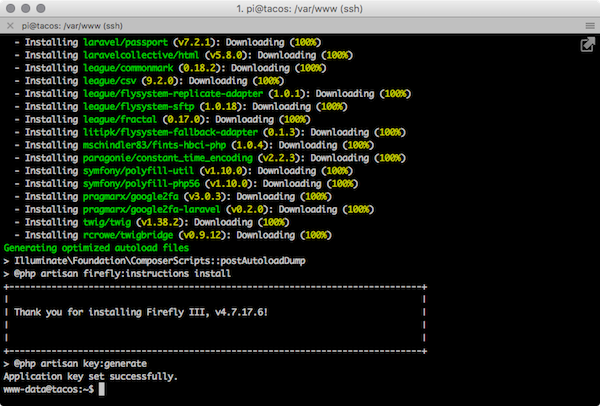 1. pi@tacos: /var/www (ssh)
× pi@tacos: /var/www (ssh)
- Installing laravel/passport (v7.2.1): Downloading (100%)
- Installing laravelcollective/html (v5.8.0): Downloading (100%)
- Installing league/commonmark (0.18.2): Downloading (100%)
- Installing league/csv (9.2.0): Downloading (100%)
- Installing league/flysystem-replicate-adapter (1.0.1): Downloading (100%)
- Installing league/flysystem-sftp (1.0.18): Downloading (100%)
- Installing league/fractal (0.17.0): Downloading (100%)
- Installing litipk/flysystem-fallback-adapter (0.1.3): Downloading (100%)
- Installing mschindler83/fints-hbci-php (1.0.4): Downloading (100%)
- Installing paragonie/constant_time_encoding (v2.2.3): Downloading (100%)
- Installing symfony/polyfill-util (v1.10.0): Downloading (100%)
- Installing symfony/polyfill-php56 (v1.10.0): Downloading (100%)
- Installing pragmarx/google2fa (v3.0.3): Downloading (100%)
- Installing pragmarx/google2fa-laravel (v0.2.0): Downloading (100%)
- Installing twig/twig (v1.38.2): Downloading (100%)
- Installing rcrowe/twigbridge (v0.9.12): Downloading (100%)
Generating optimized autoload files
> Illuminate\Foundation\ComposerScripts::postAutoloadDump
> @php artisan firefly:instructions install
+------------------------------------------------------------------------------+
| |
| Thank you for installing Firefly III, v4.7.17.6! |
| |
| |
+------------------------------------------------------------------------------+
> @php artisan key:generate
Application key set successfully.
www-data@tacos:~$